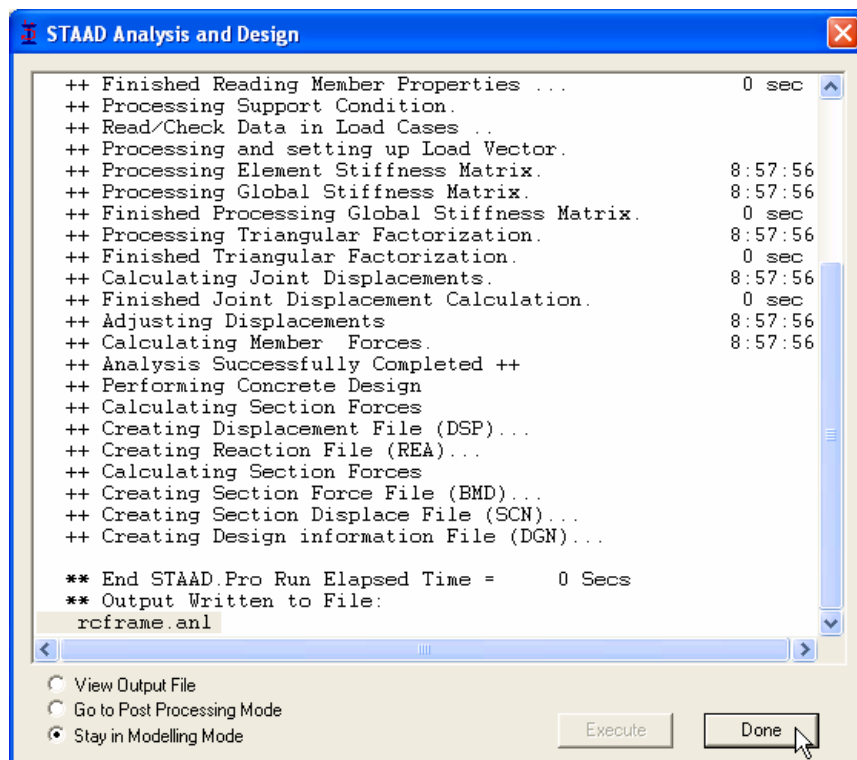 STAAD Analysis and Design
++ Finished Reading Member Properties ... 0 sec
++ Processing Support Condition.
++ Read/Check Data in Load Cases ..
++ Processing and setting up Load Vector.
++ Processing Element Stiffness Matrix. 8:57:56
++ Processing Global Stiffness Matrix. 8:57:56
++ Finished Processing Global Stiffness Matrix. 0 sec
++ Processing Triangular Factorization. 8:57:56
++ Finished Triangular Factorization. 0 sec
++ Calculating Joint Displacements. 8:57:56
++ Finished Joint Displacement Calculation. 0 sec
++ Adjusting Displacements 8:57:56
++ Calculating Member Forces. 8:57:56
++ Analysis Successfully Completed ++
++ Performing Concrete Design
++ Calculating Section Forces
++ Creating Displacement File (DSP)...
++ Creating Reaction File (REA)...
++ Calculating Section Forces
++ Creating Section Force File (BMD)...
++ Creating Section Displace File (SCN)...
++ Creating Design information File (DGN)...
** End STAAD.Pro Run Elapsed Time = 0 Secs
** Output Written to File:
rcframe.anl
View Output File
Go to Post Processing Mode
Stay in Modelling Mode
Execute
Done